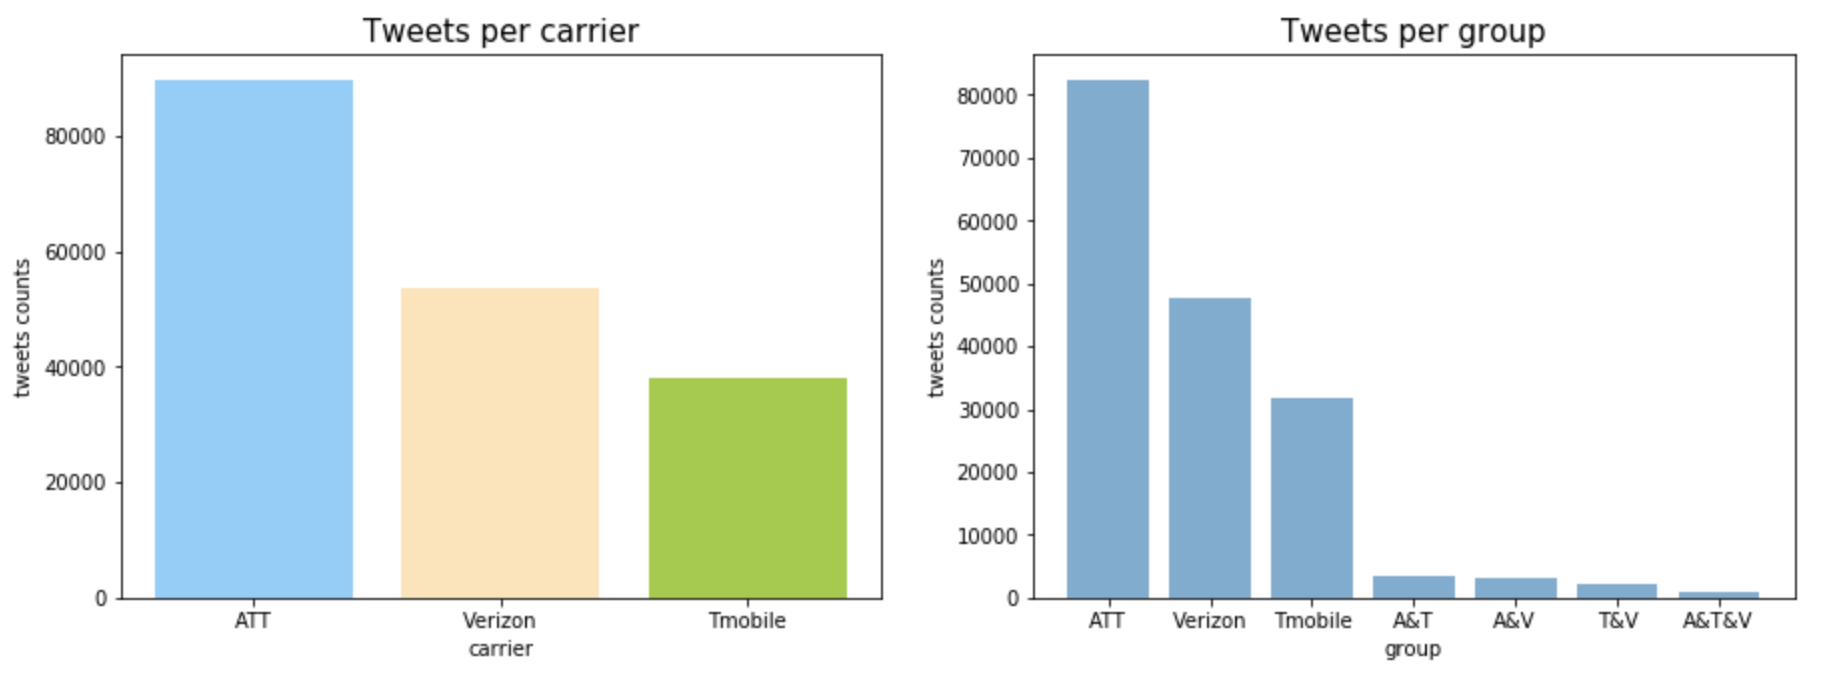 Tweets per carrier
tweets counts
80000
60000
40000
20000
0
ATT Verizon Tmobile
carrier
Tweets per group
tweets counts
80000
70000
60000
50000
40000
30000
20000
10000
0
ATT Verizon Tmobile A&T A&V T&V A&T&V
group